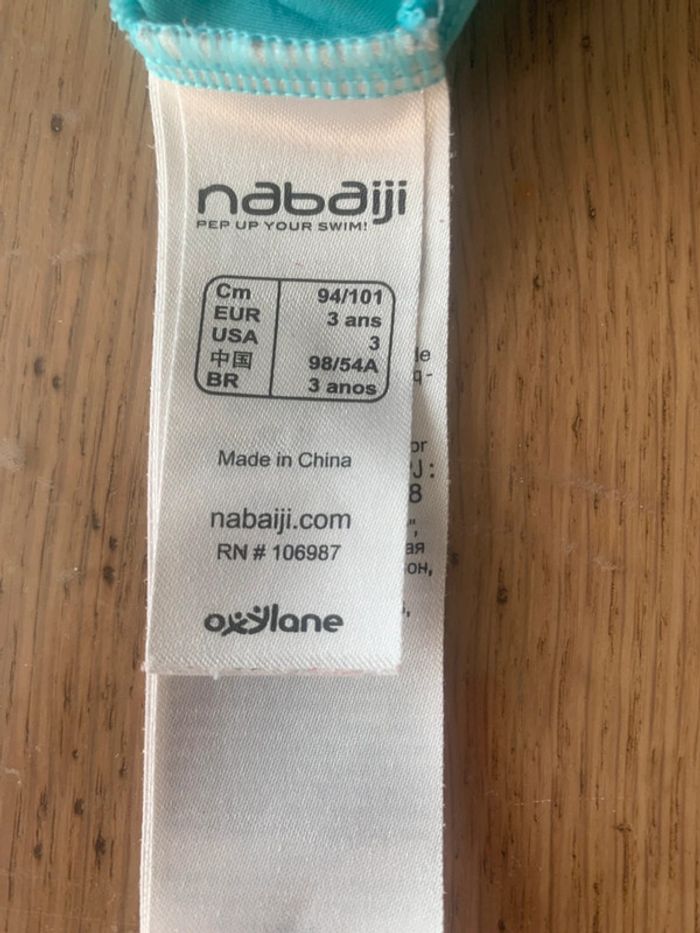 nabaiji
PEP UP YOUR SWIM!
Cm 94/101
EUR 3 ans
USA 3
中国 98/54A
BR 3 anos
Made in China
nabaiji.com
RN # 106987
oxylane